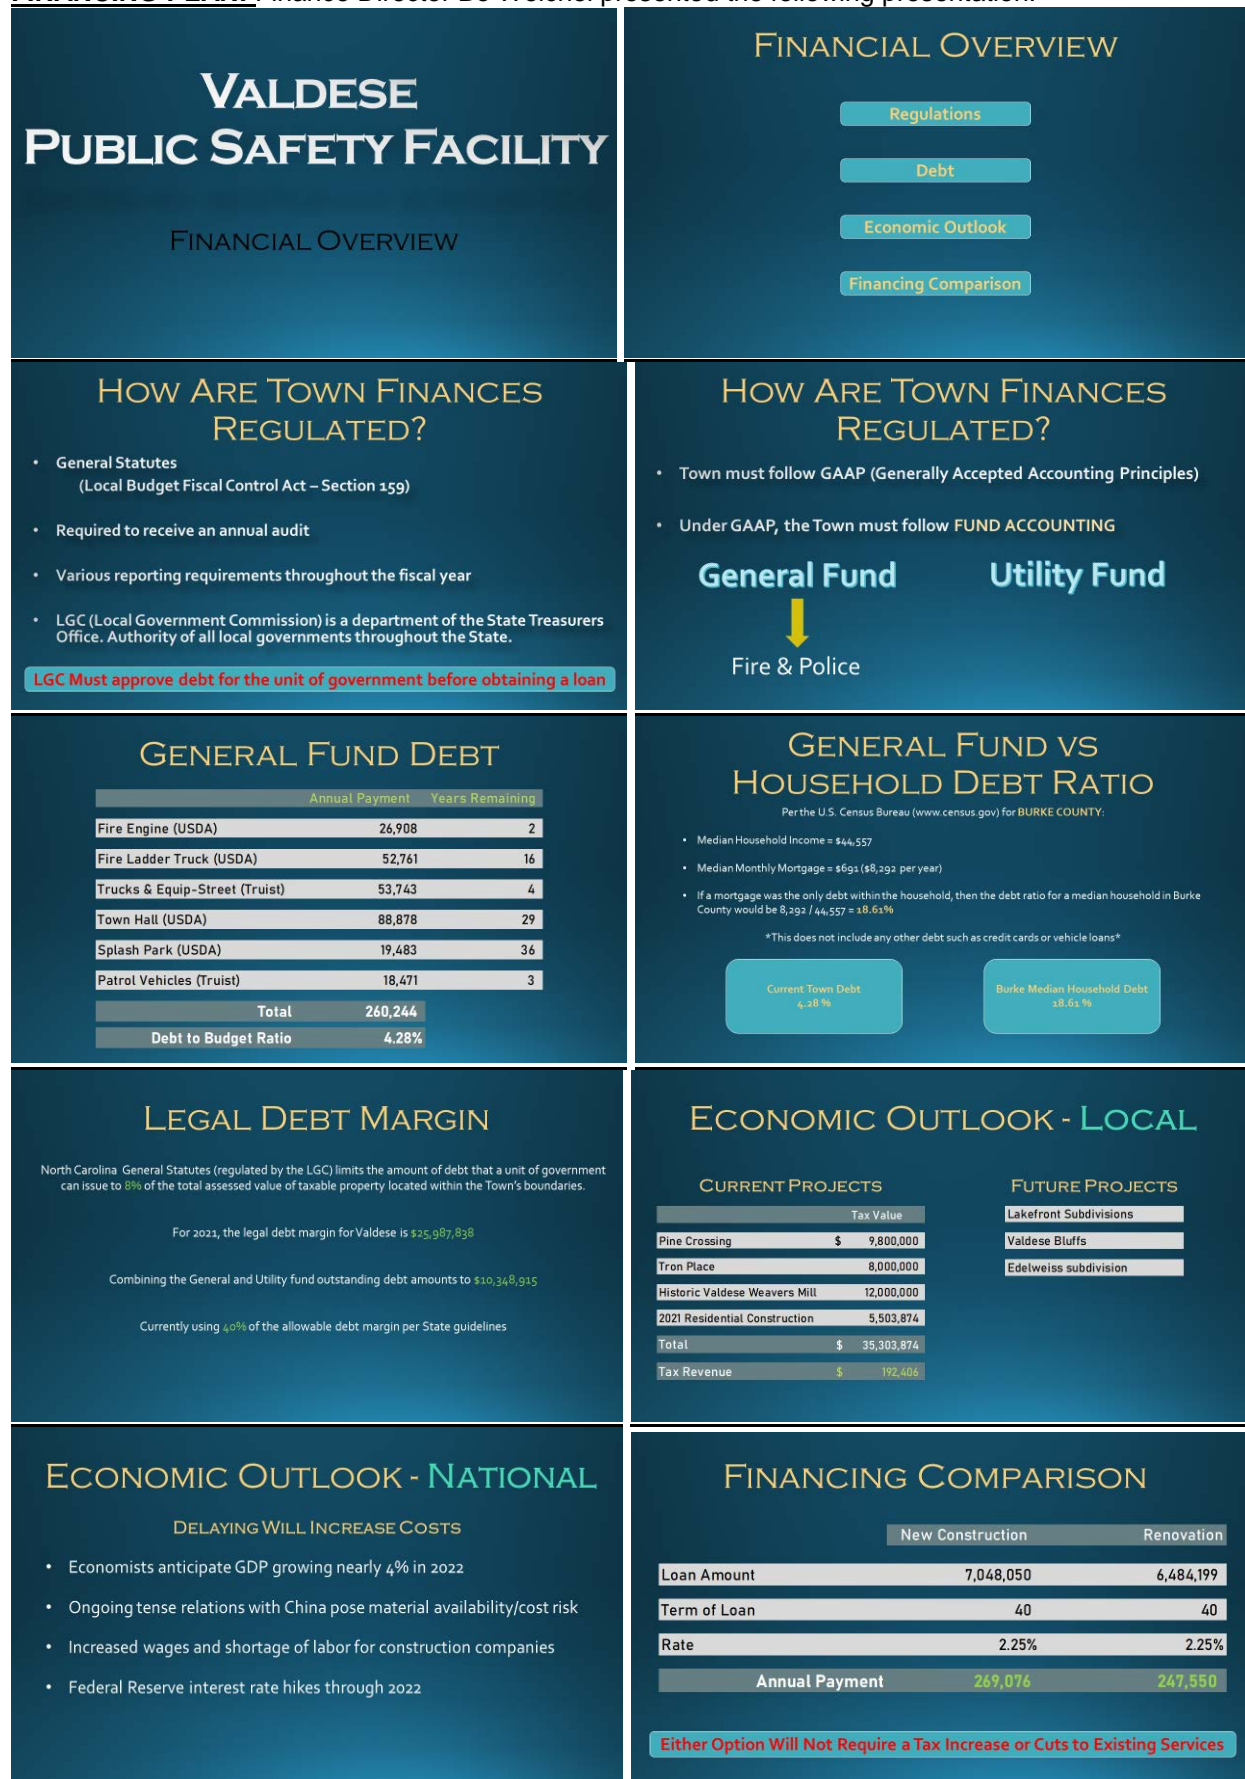 FINANCING PLAN: Finance Director Bo Weichel presented the following presentation:
VALDESE
PUBLIC SAFETY FACILITY
FINANCIAL OVERVIEW
FINANCIAL OVERVIEW
Regulations
Debt
Economic Outlook
Financing Comparison
HOW ARE TOWN FINANCES
REGULATED?
• General Statutes
(Local Budget Fiscal Control Act – Section 159)
• Required to receive an annual audit
• Various reporting requirements throughout the fiscal year
• LGC (Local Government Commission) is a department of the State Treasurers
Office. Authority of all local governments throughout the State.
LGC Must approve debt for the unit of government before obtaining a loan
HOW ARE TOWN FINANCES
REGULATED?
• Town must follow GAAP (Generally Accepted Accounting Principles)
• Under GAAP, the Town must follow FUND ACCOUNTING
General Fund Utility Fund
Fire & Police
GENERAL FUND DEBT
Annual Payment Years Remaining
Fire Engine (USDA) 26,908 2
Fire Ladder Truck (USDA) 52,761 16
Trucks & Equip-Street (Truist) 53,743 4
Town Hall (USDA) 88,878 29
Splash Park (USDA) 19,483 36
Patrol Vehicles (Truist) 18,471 3
Total 260,244
Debt to Budget Ratio 4.28%
GENERAL FUND VS
HOUSEHOLD DEBT RATIO
Per the U.S. Census Bureau (www.census.gov) for BURKE COUNTY:
• Median Household Income = $44,557
• Median Monthly Mortgage = $691 ($8,292 per year)
• If a mortgage was the only debt within the household, then the debt ratio for a median household in Burke
County would be 8,292 / 44,557 = 18.61%
*This does not include any other debt such as credit cards or vehicle loans*
Current Town Debt
4.28 %
Burke Median Household Debt
18.61 %
LEGAL DEBT MARGIN
North Carolina General Statutes (regulated by the LGC) limits the amount of debt that a unit of government
can issue to 8% of the total assessed value of taxable property located within the Town's boundaries.
For 2021, the legal debt margin for Valdese is $25,987,838
Combining the General and Utility fund outstanding debt amounts to $10,348,915
Currently using 40% of the allowable debt margin per State guidelines
ECONOMIC OUTLOOK - LOCAL
CURRENT PROJECTS
Tax Value
Pine Crossing $ 9,800,000
Tron Place 8,000,000
Historic Valdese Weavers Mill 12,000,000
2021 Residential Construction 5,503,874
Total $ 35,303,874
Tax Revenue $ 192,406
FUTURE PROJECTS
Lakefront Subdivisions
Valdese Bluffs
Edelweiss subdivision
ECONOMIC OUTLOOK - NATIONAL
DELAYING WILL INCREASE COSTS
• Economists anticipate GDP growing nearly 4% in 2022
• Ongoing tense relations with China pose material availability/cost risk
• Increased wages and shortage of labor for construction companies
• Federal Reserve interest rate hikes through 2022
FINANCING COMPARISON
New Construction Renovation
Loan Amount 7,048,050 6,484,199
Term of Loan 40 40
Rate 2.25% 2.25%
Annual Payment 269,076 247,550
Either Option Will Not Require a Tax Increase or Cuts to Existing Services